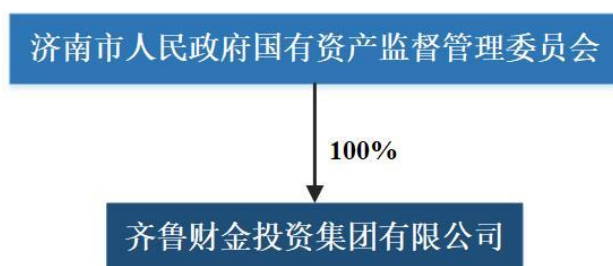 济南市人民政府国有资产监督管理委员会
100%
齐鲁财金投资集团有限公司